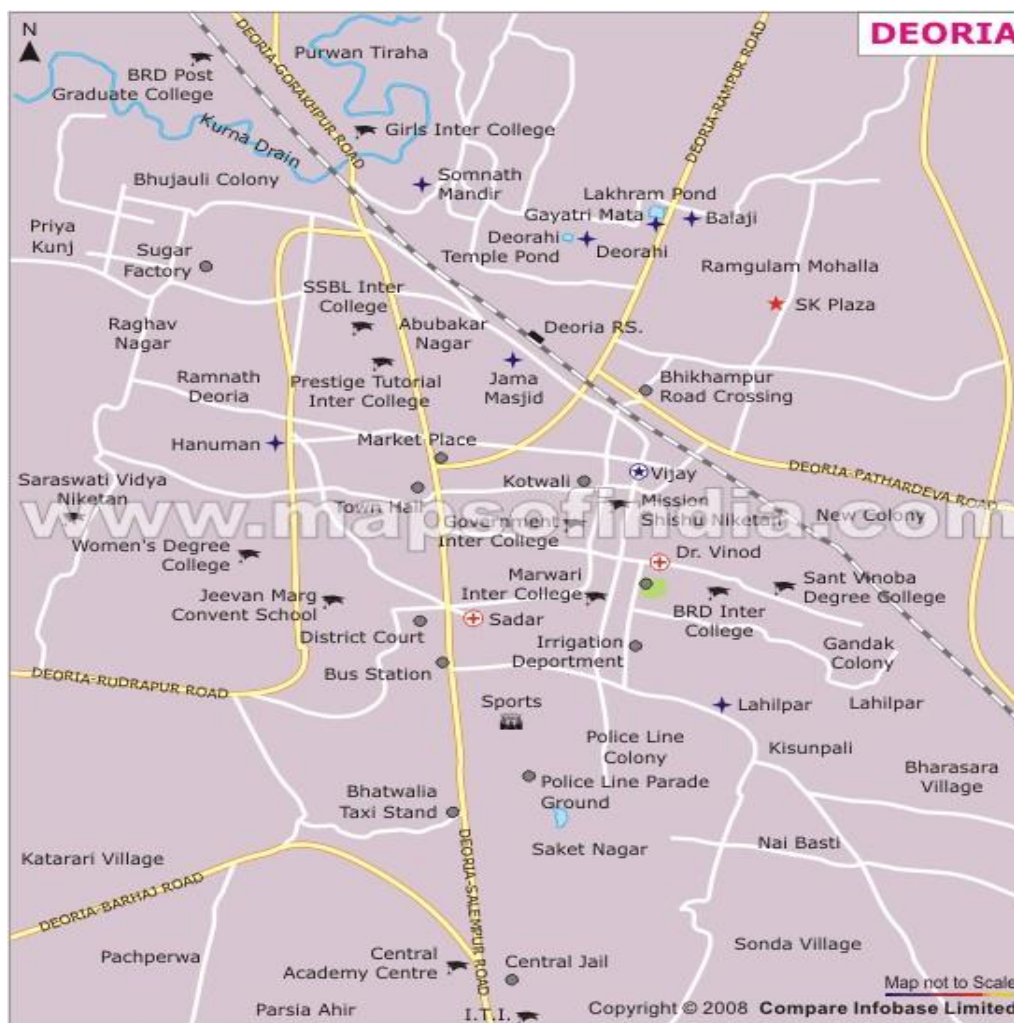 N
DEORIA
Purwan Tiraha
BRD Post
Graduate College
DEORIA-GORAKHPUR ROAD
DEORIA-RAMPUR ROAD
Kurna Drain
Girls Inter College
Bhujauli Colony
Somnath
Mandir
Lakhram Pond
Gayatri Mata
Balaji
Priya
Kunj
Sugar
Factory
Deorahi
Temple Pond
Deorahi
Ramgulam Mohalla
SSBL Inter
College
SK Plaza
Raghav
Nagar
Abubakar
Nagar
Deoria RS.
Ramnath
Deoria
Prestige Tutorial
Inter College
Jama
Masjid
Bhikhampur
Road Crossing
Hanuman
Market Place
DEORIA-PATHARDEVA ROAD
Saraswati Vidya
Niketan
Kotwali
Vijay
www.mapsofindia.com
Town Hall
Government
Inter College
Mission
Shishu Niketan
New Colony
Women's Degree
College
Dr. Vinod
Jeevan Marg
Convent School
Marwari
Inter College
Sant Vinoba
Degree College
BRD Inter
College
District Court
Sadar
Irrigation
Deportment
Gandak
Colony
Bus Station
DEORIA-RUDRAPUR ROAD
Sports
Lahilpar
Lahilpar
Police Line
Colony
Kisunpali
Bharasara
Village
Police Line Parade
Ground
Bhatwalia
Taxi Stand
Nai Basti
Saket Nagar
Katarari Village
DEORIA-SALEMPUR ROAD
DEORIA-BARHAJ ROAD
Pachperwa
Sonda Village
Central
Academy Centre
Central Jail
Map not to Scale
Parsia Ahir
I.T.I.
Copyright © 2008 Compare Infobase Limited